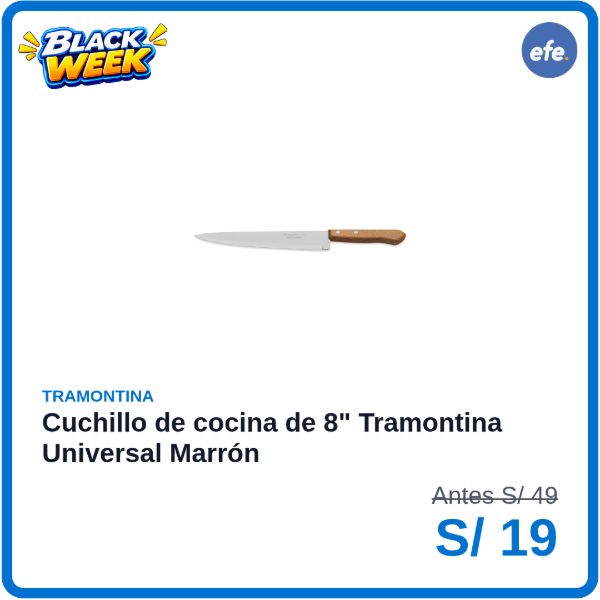 BLACK
WEEK
efe.
TRAMONTINA
Cuchillo de cocina de 8" Tramontina
Universal Marrón
Antes S/ 49
S/ 19